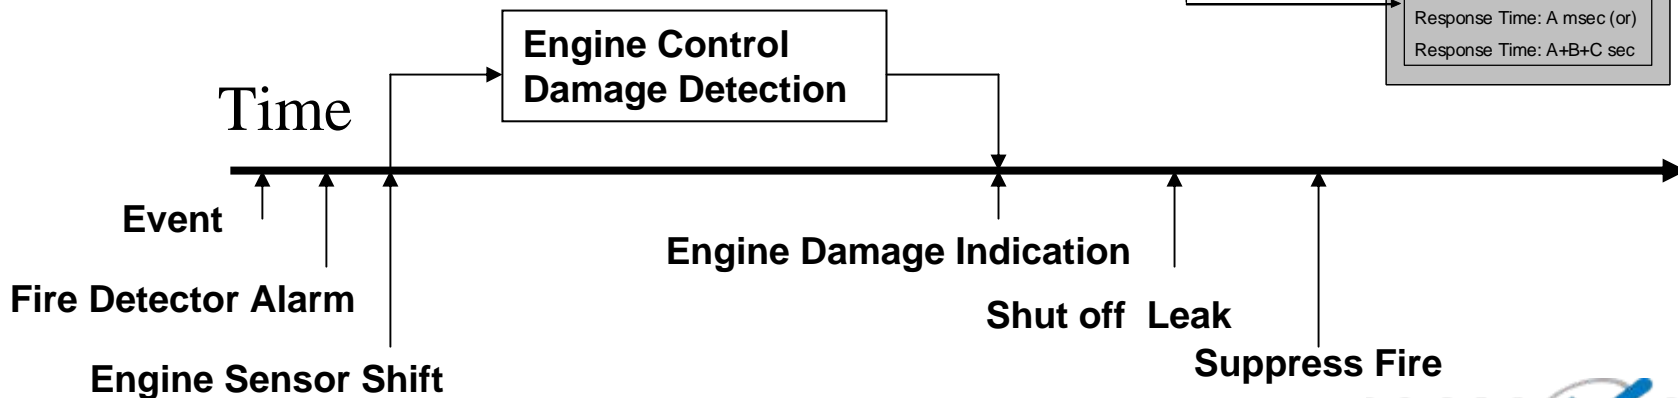 Response Time: A msec (or)
Response Time: A+B+C sec
Engine Control
Damage Detection
Time
Event
Engine Damage Indication
Fire Detector Alarm
Shut off  Leak
Suppress Fire
Engine Sensor Shift